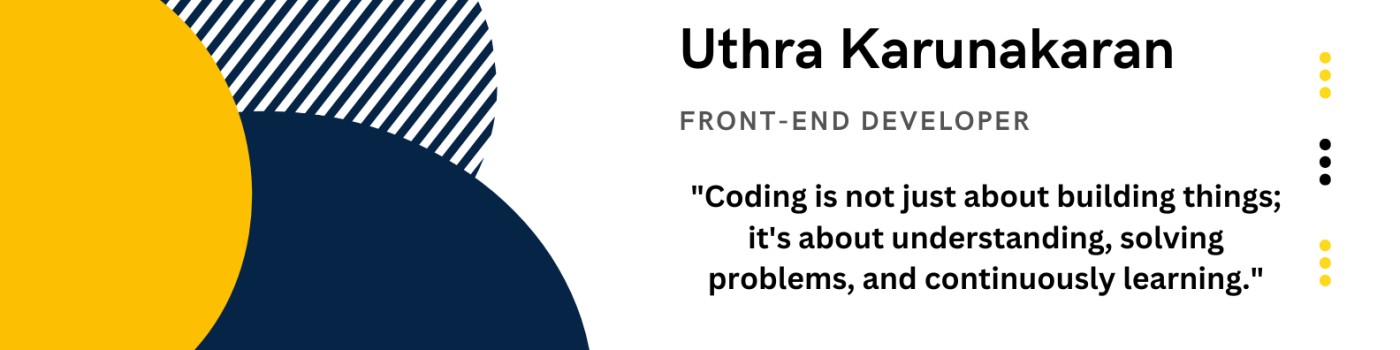 Uthra Karunakaran
FRONT-END DEVELOPER
"Coding is not just about building things;
it's about understanding, solving
problems, and continuously learning."